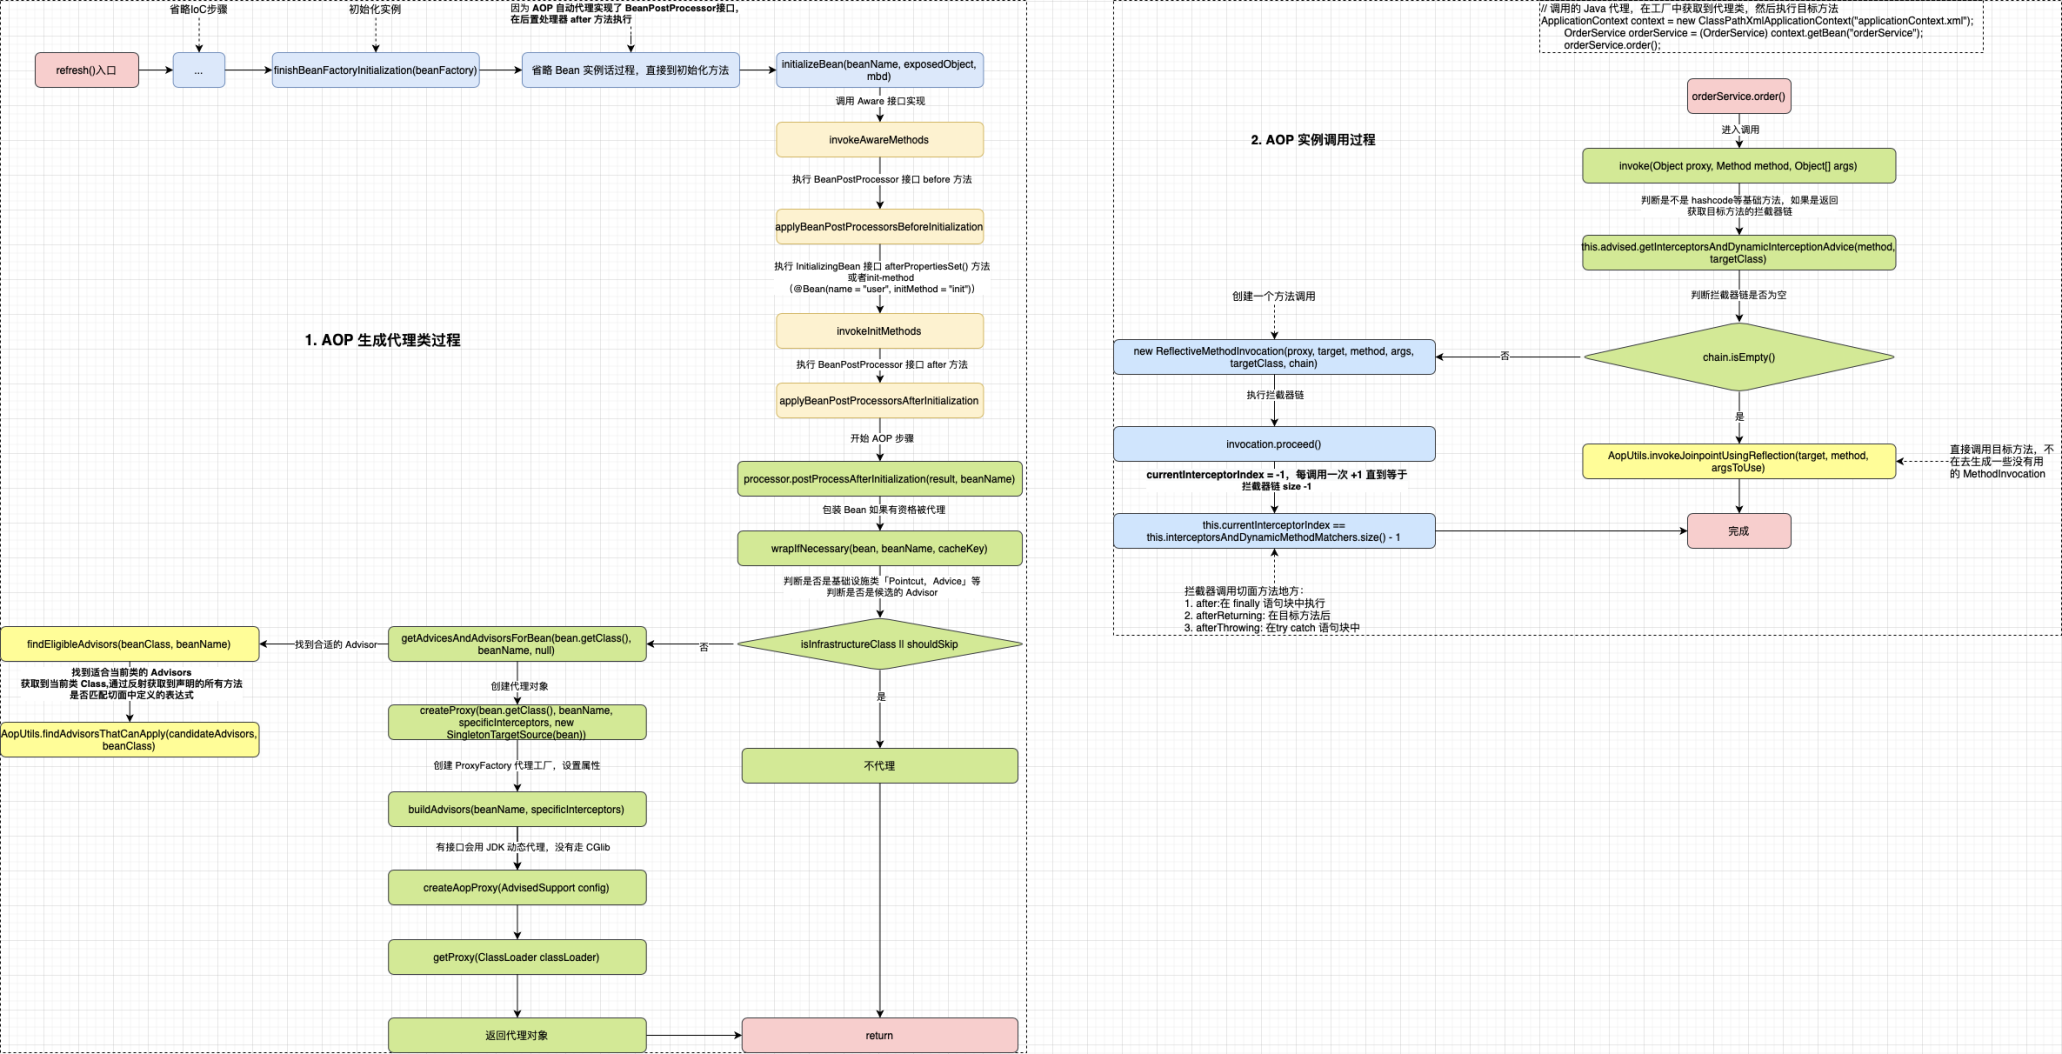 省略IoC步骤
初始化实例
因为 AOP 自动代理实现了 BeanPostProcessor接口，
在后置处理器 after 方法执行
refresh()入口
...
finishBeanFactoryInitialization(beanFactory)
省略 Bean 实例话过程，直接到初始化方法
initializeBean(beanName, exposedObject,
mbd)
调用 Aware 接口实现
invokeAwareMethods
执行 BeanPostProcessor 接口 before 方法
applyBeanPostProcessorsBeforeInitialization
执行 InitializingBean 接口 afterPropertiesSet() 方法
或者init-method
（@Bean(name = "user", initMethod = "init"))
invokeInitMethods
1. AOP 生成代理类过程
执行 BeanPostProcessor 接口 after 方法
applyBeanPostProcessorsAfterInitialization
开始 AOP 步骤
processor.postProcessAfterInitialization(result, beanName)
包装 Bean 如果有资格被代理
wrapIfNecessary(bean, beanName, cacheKey)
判断是否是基础设施类「Pointcut，Advice」等
判断是否是候选的 Advisor
isInfrastructureClass || shouldSkip
否
getAdvicesAndAdvisorsForBean(bean.getClass(),
beanName, null)
找到合适的 Advisor
findEligibleAdvisors(beanClass, beanName)
找到适合当前类的 Advisors
获取到当前类 Class,通过反射获取到声明的所有方法
是否匹配切面中定义的表达式
AopUtils.findAdvisorsThatCanApply(candidateAdvisors,
beanClass)
创建代理对象
createProxy(bean.getClass(), beanName,
specificInterceptors, new
SingletonTargetSource(bean))
创建 ProxyFactory 代理工厂，设置属性
buildAdvisors(beanName, specificInterceptors)
有接口会用 JDK 动态代理，没有走 CGlib
createAopProxy(AdvisedSupport config)
getProxy(ClassLoader classLoader)
返回代理对象
是
不代理
return
// 调用的 Java 代理，在工厂中获取到代理类，然后执行目标方法
ApplicationContext context = new ClassPathXmlApplicationContext("applicationContext.xml");
OrderService orderService = (OrderService) context.getBean("orderService");
orderService.order();
orderService.order()
进入调用
2. AOP 实例调用过程
invoke(Object proxy, Method method, Object[] args)
判断是不是 hashcode等基础方法，如果是返回
获取目标方法的拦截器链
this.advised.getInterceptorsAndDynamicInterceptionAdvice(method,
targetClass)
判断拦截器链是否为空
chain.isEmpty()
否
创建一个方法调用
new ReflectiveMethodInvocation(proxy, target, method, args,
targetClass, chain)
执行拦截器链
invocation.proceed()
currentInterceptorIndex = -1，每调用一次 +1 直到等于
拦截器链 size -1
this.currentInterceptorIndex ==
this.interceptorsAndDynamicMethodMatchers.size() - 1
拦截器调用切面方法地方：
1. after:在 finally 语句块中执行
2. afterReturning: 在目标方法后
3. afterThrowing: 在try catch 语句块中
是
AopUtils.invokeJoinpointUsingReflection(target, method,
argsToUse)
直接调用目标方法，不
在去生成一些没有用
的 MethodInvocation
完成